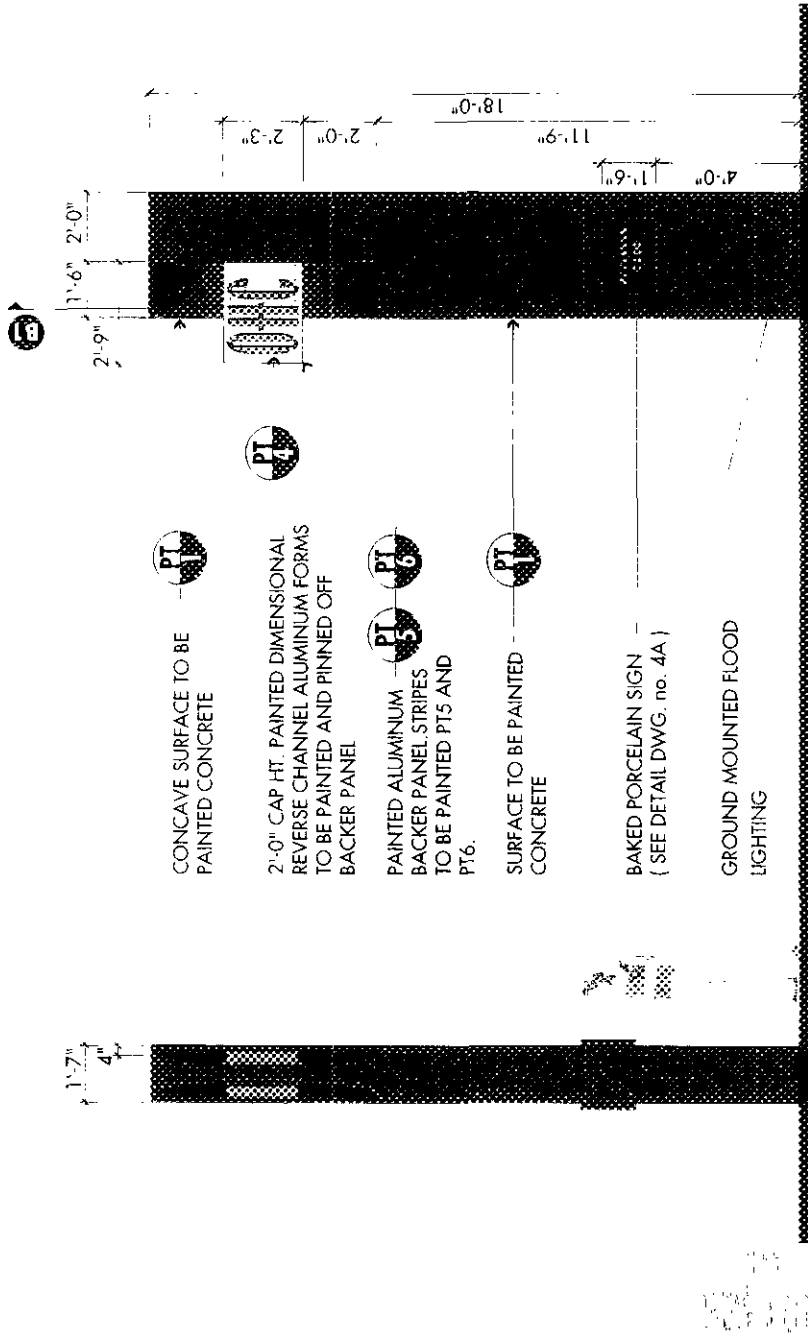 1'-7"
4"
CONCAVE SURFACE TO BE
PAINTED CONCRETE
PT
1
2'-0" CAP HT. PAINTED DIMENSIONAL
REVERSE CHANNEL ALUMINUM FORMS
TO BE PAINTED AND PINNED OFF
BACKER PANEL
PT
4
PAINTED ALUMINUM
BACKER PANEL. STRIPES
TO BE PAINTED PT5 AND
PT6.
PT
5
PT
6
SURFACE TO BE PAINTED
CONCRETE
PT
1
BAKED PORCELAIN SIGN
( SEE DETAIL DWG. no. 4A )
GROUND MOUNTED FLOOD
LIGHTING
2'-9"
1'-6"
2'-0"
2'-3"
2'-0"
11'-9"
18'-0"
1'-6"
4'-0"